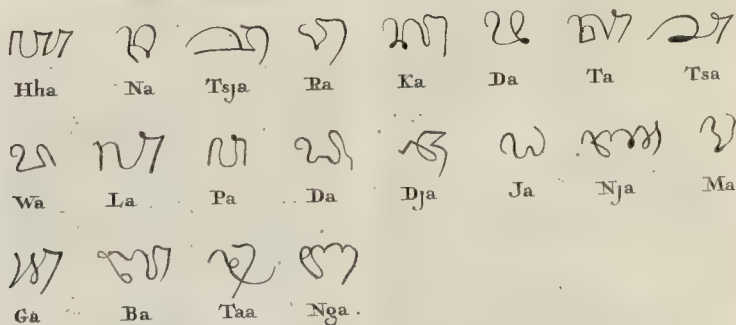 ꦲ ꦤ ꦕ ꦫ ꦏ ꦢ ꦠ ꦱ
Hha Na Tsja Ra Ka Da Ta Tsa
ꦮ ꦭ ꦥ ꦝ ꦗ ꦪ ꦚ ꦩ
Wa La Pa Da Dja Ja Nja Ma
ꦒ ꦧ ꦛ ꦔ
Ga Ba Taa Nga.